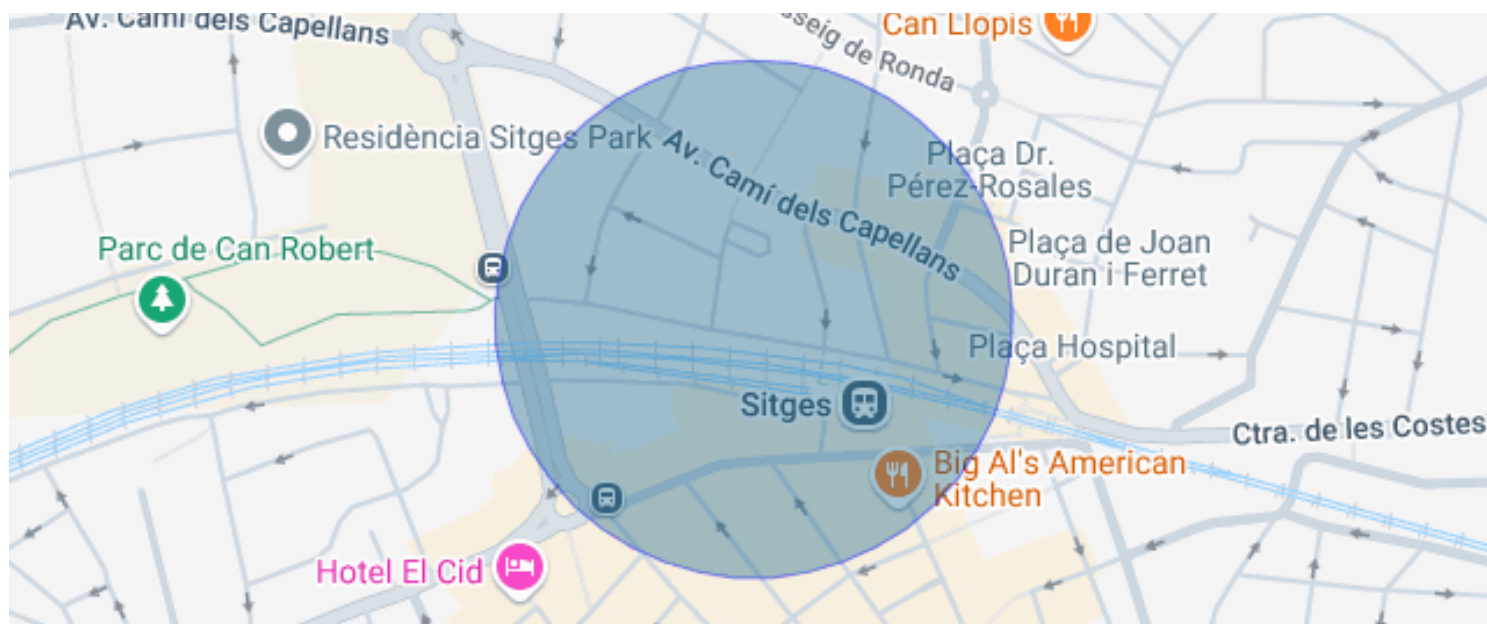 Av. Camí dels Capellans
Can Llopis
sseig de Ronda
Residència Sitges Park
Av. Camí dels Capellans
Plaça Dr.
Pérez-Rosales
Parc de Can Robert
Plaça de Joan
Duran i Ferret
Plaça Hospital
Sitges
Ctra. de les Costes
Big Al's American
Kitchen
Hotel El Cid